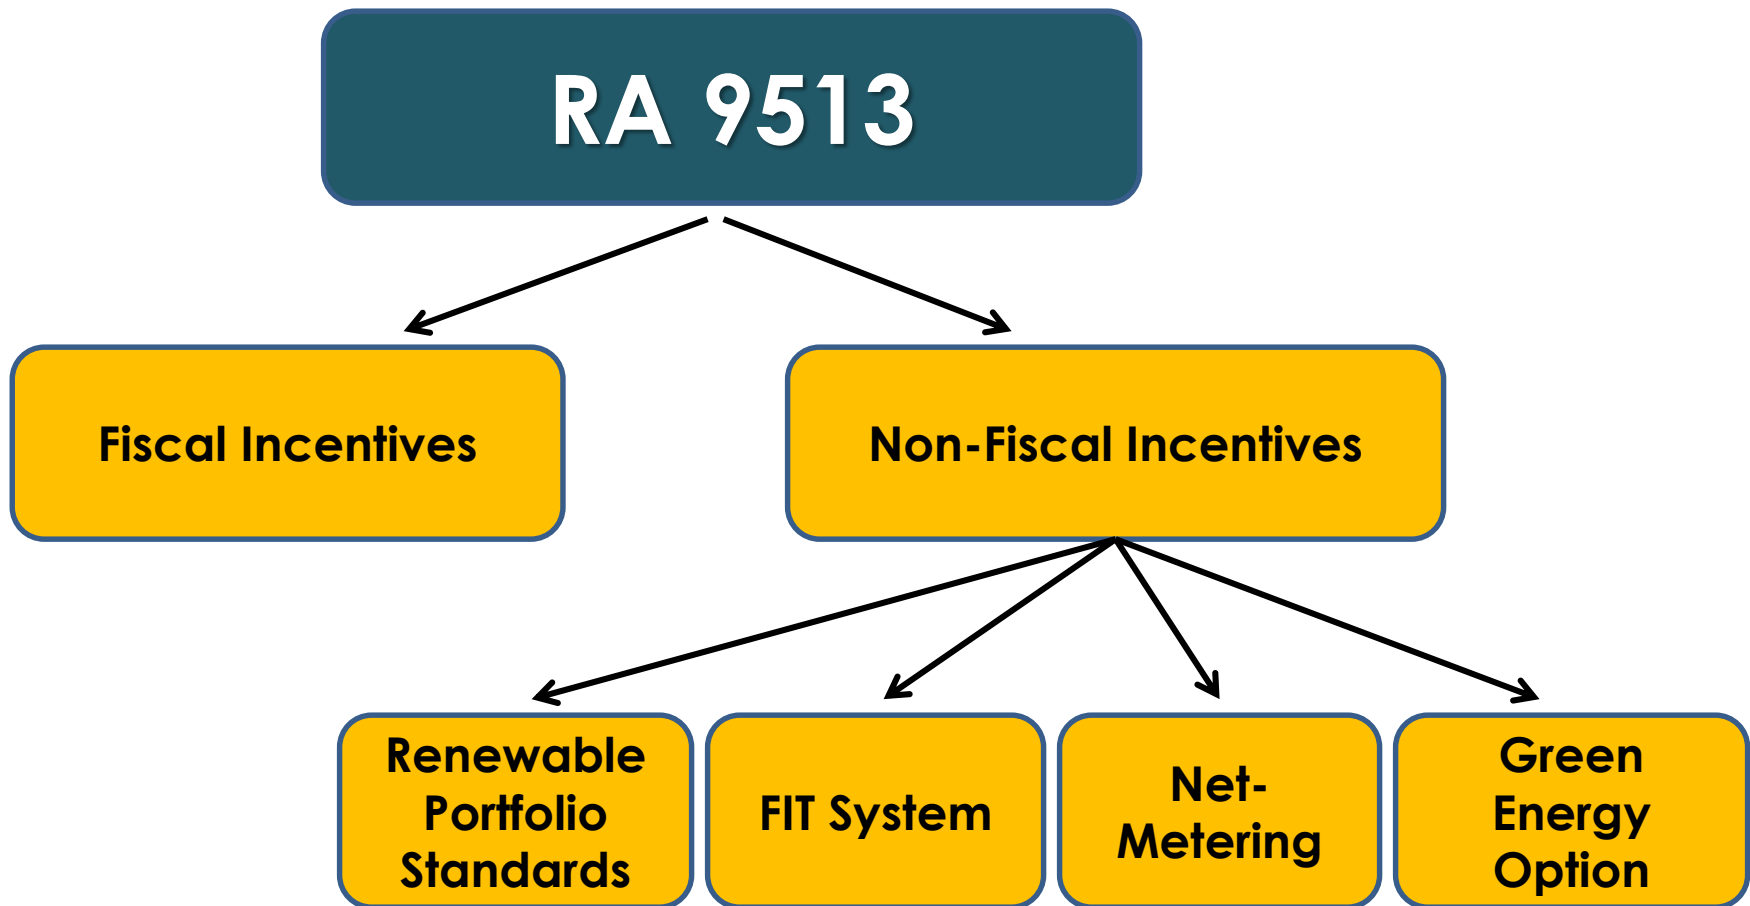 RA 9513
Fiscal Incentives
Non-Fiscal Incentives
Renewable
Portfolio
Standards
FIT System
Net-
Metering
Green
Energy
Option